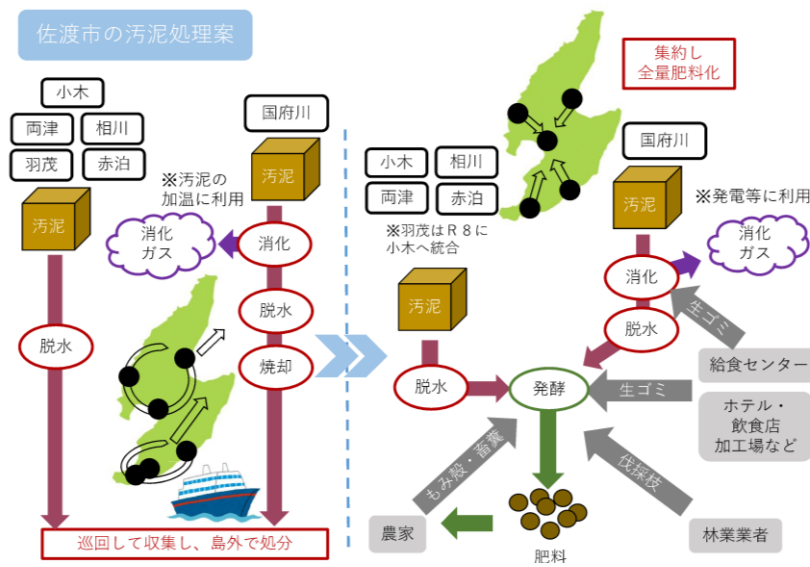 佐渡市の汚泥処理案
小木
両津
相川
羽茂
赤泊
汚泥
脱水
国府川
汚泥
※汚泥の
加温に利用
消化
ガス
消化
脱水
焼却
巡回して収集し、島外で処分
集約し
全量肥料化
小木
相川
両津
赤泊
※羽茂はR8に
小木へ統合
汚泥
脱水
国府川
汚泥
※発電等に利用
消化
ガス
消化
脱水
生ゴミ
給食センター
発酵
生ゴミ
ホテル・
飲食店
加工場など
もみ殻・畜糞
農家
伐採枝
林業業者
肥料